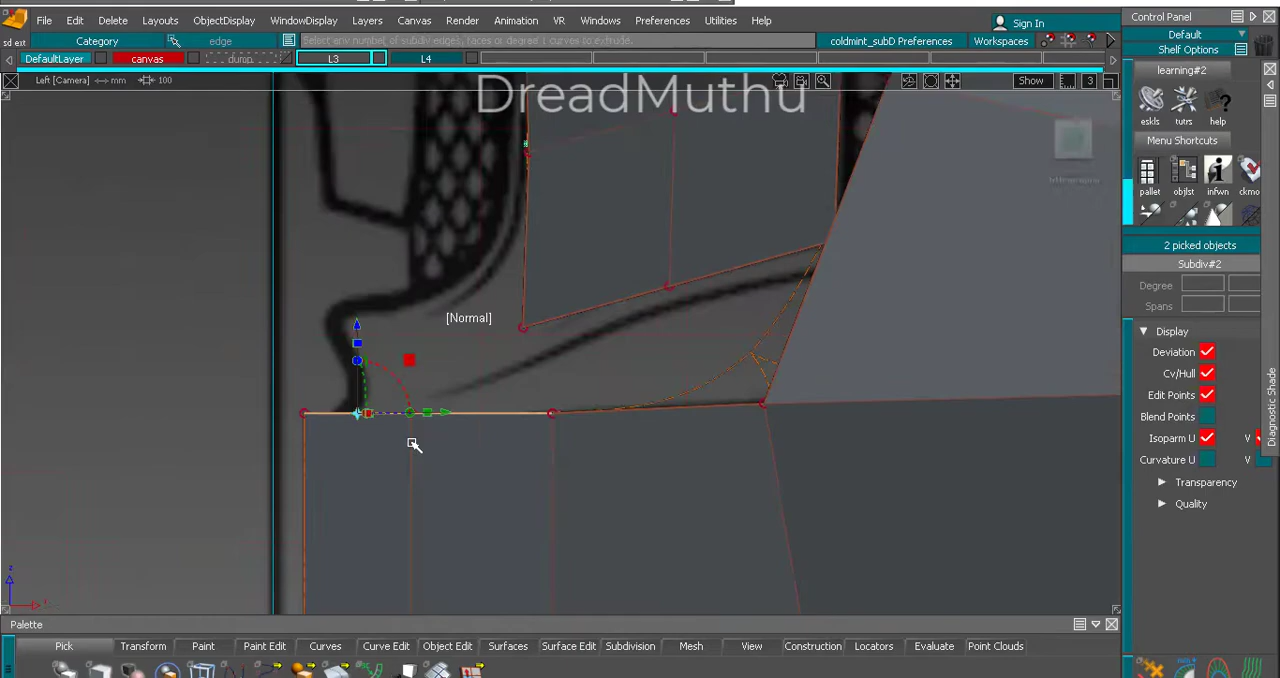 File Edit Delete Layouts ObjectDisplay WindowDisplay Layers Canvas Render Animation VR Windows Preferences Utilities Help
Sign In
Control Panel
Default
Shelf Options
sd ext
Category
edge
Select any number of subdiv edges, faces or degree 1 curves to extrude.
coldmint_subD Preferences
Workspaces
DefaultLayer
canvas
dump
L3
L4
Left [Camera]
mm
100
Show
3
DreadMuthu
learning#2
eskls tutrs help
Menu Shortcuts
pallet objlst infwn ckmo
2 picked objects
Subdiv#2
Degree
Spans
Display
Deviation
Cv/Hull
Edit Points
Blend Points
Isoparm U V
Curvature U V
Transparency
Quality
Diagnostic Shade
[Normal]
z
Palette
Pick Transform Paint Paint Edit Curves Curve Edit Object Edit Surfaces Surface Edit Subdivision Mesh View Construction Locators Evaluate Point Clouds